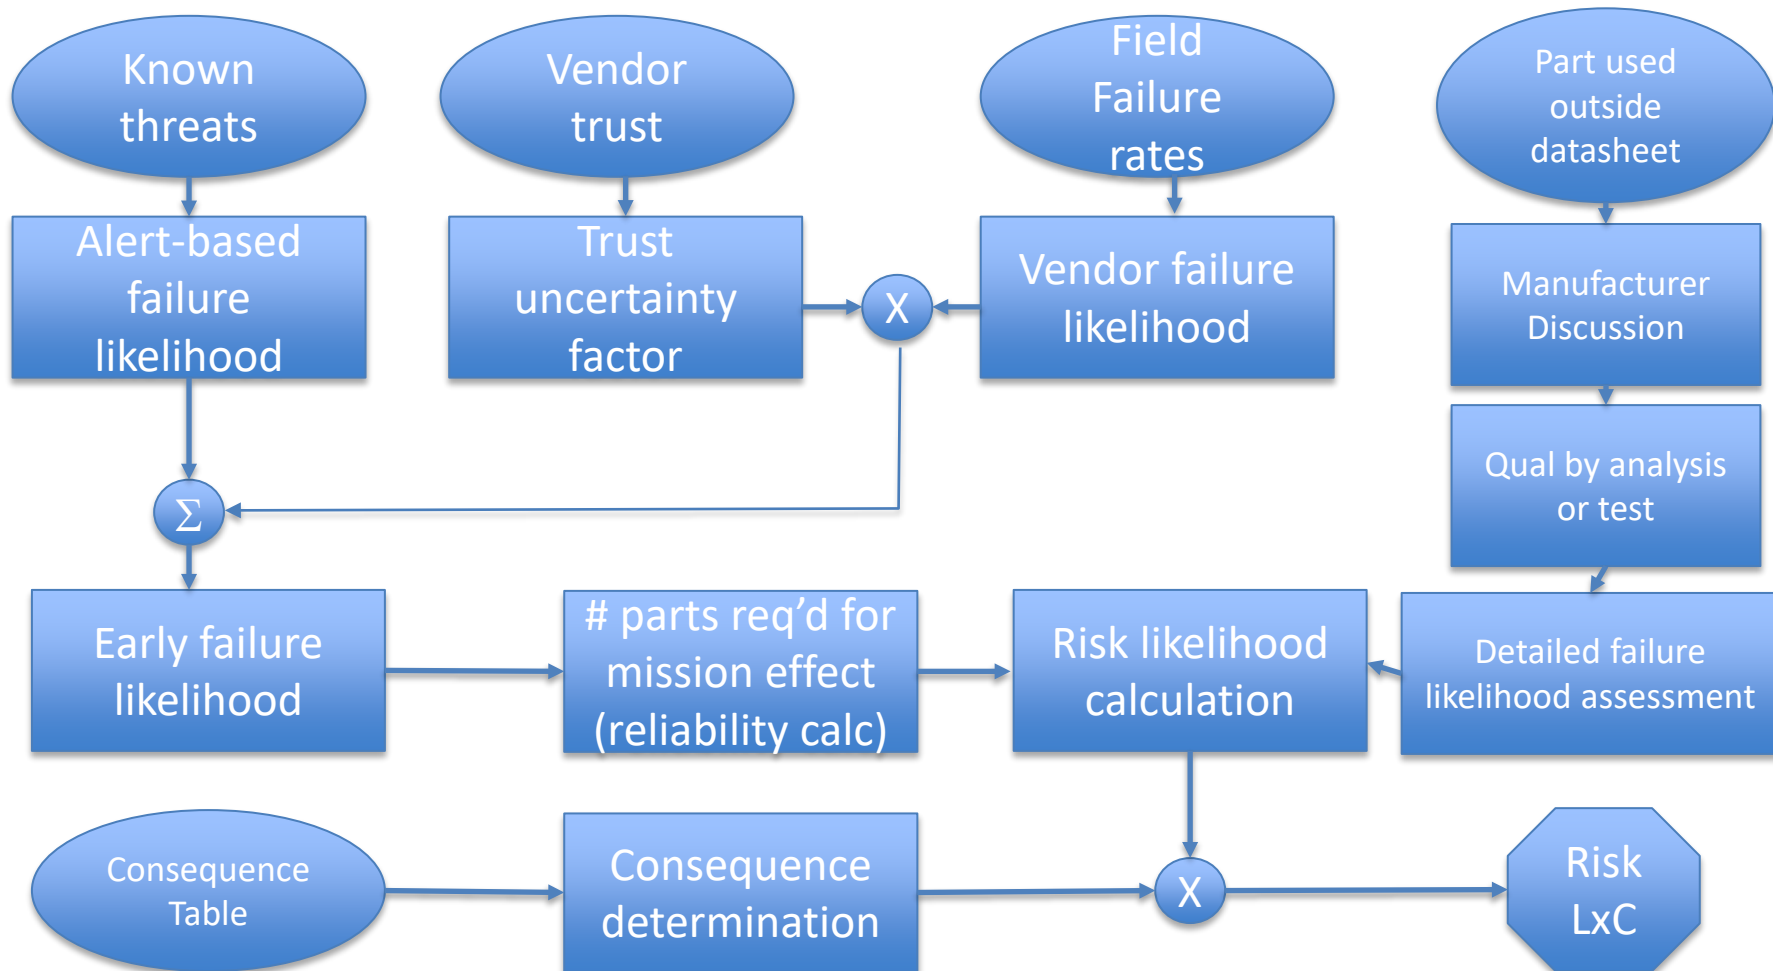 Known
threats
Vendor
trust
Field
Failure
rates
Part used
outside
datasheet
Alert-based
failure
likelihood
Trust
uncertainty
factor
X
Vendor failure
likelihood
Manufacturer
Discussion
Qual by analysis
or test
Σ
Early failure
likelihood
# parts req’d for
mission effect
(reliability calc)
Risk likelihood
calculation
Detailed failure
likelihood assessment
Consequence
Table
Consequence
determination
X
Risk
LxC